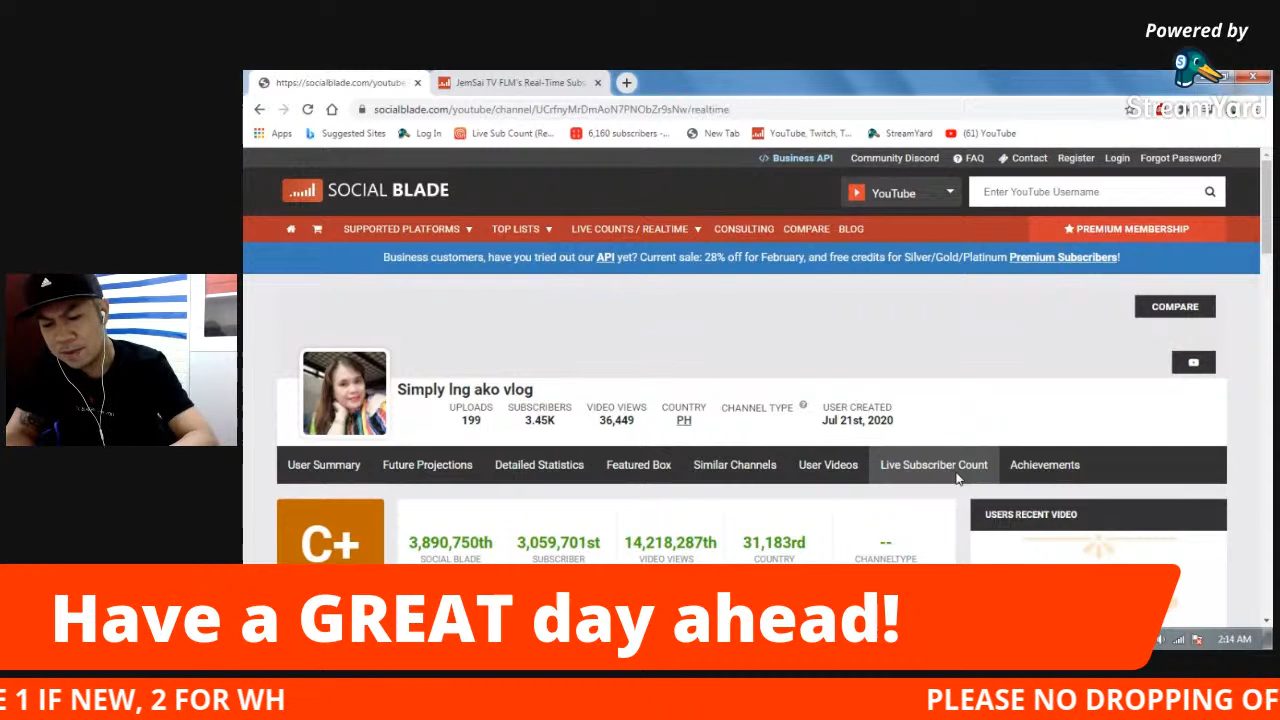 Powered by
StreamYard
https://socialblade.com/youtube
JemSai TV FLM's Real-Time Subs
socialblade.com/youtube/channel/UCrfnyMrDmAoN7PNObZr9sNw/realtime
Apps Suggested Sites Log In Live Sub Count (Re... 6,160 subscribers -... New Tab YouTube, Twitch, T... StreamYard (61) YouTube
Business API Community Discord FAQ Contact Register Login Forgot Password?
SOCIAL BLADE
YouTube
Enter YouTube Username
SUPPORTED PLATFORMS TOP LISTS LIVE COUNTS / REALTIME CONSULTING COMPARE BLOG PREMIUM MEMBERSHIP
Business customers, have you tried out our API yet? Current sale: 28% off for February, and free credits for Silver/Gold/Platinum Premium Subscribers!
COMPARE
Simply lng ako vlog
UPLOADS SUBSCRIBERS VIDEO VIEWS COUNTRY CHANNEL TYPE USER CREATED
199 3.45K 36,449 PH Jul 21st, 2020
User Summary Future Projections Detailed Statistics Featured Box Similar Channels User Videos Live Subscriber Count Achievements
C+
3,890,750th 3,059,701st 14,218,287th 31,183rd --
SOCIAL BLADE SUBSCRIBER VIDEO VIEWS COUNTRY CHANNELTYPE
USERS RECENT VIDEO
Have a GREAT day ahead!
2:14 AM
E 1 IF NEW, 2 FOR WH PLEASE NO DROPPING OF